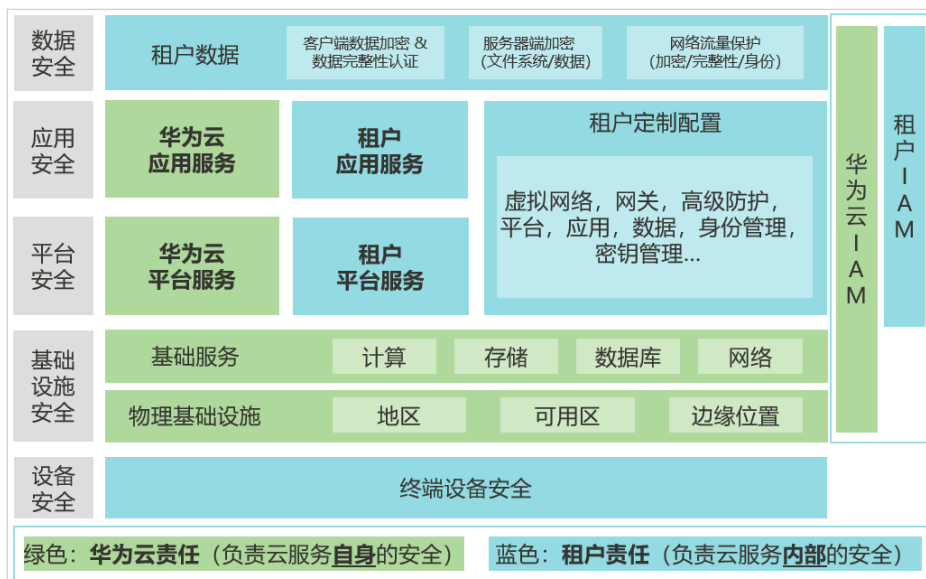 数据
安全
租户数据
客户端数据加密 &
数据完整性认证
服务器端加密
(文件系统/数据)
网络流量保护
(加密/完整性/身份)
应用
安全
华为云
应用服务
租户
应用服务
租户定制配置
虚拟网络，网关，高级防护，
平台，应用，数据，身份管理，
密钥管理...
平台
安全
华为云
平台服务
租户
平台服务
基础
设施
安全
基础服务
计算
存储
数据库
网络
物理基础设施
地区
可用区
边缘位置
设备
安全
终端设备安全
华为云IAM
租户IAM
绿色：华为云责任（负责云服务自身的安全）
蓝色：租户责任（负责云服务内部的安全）